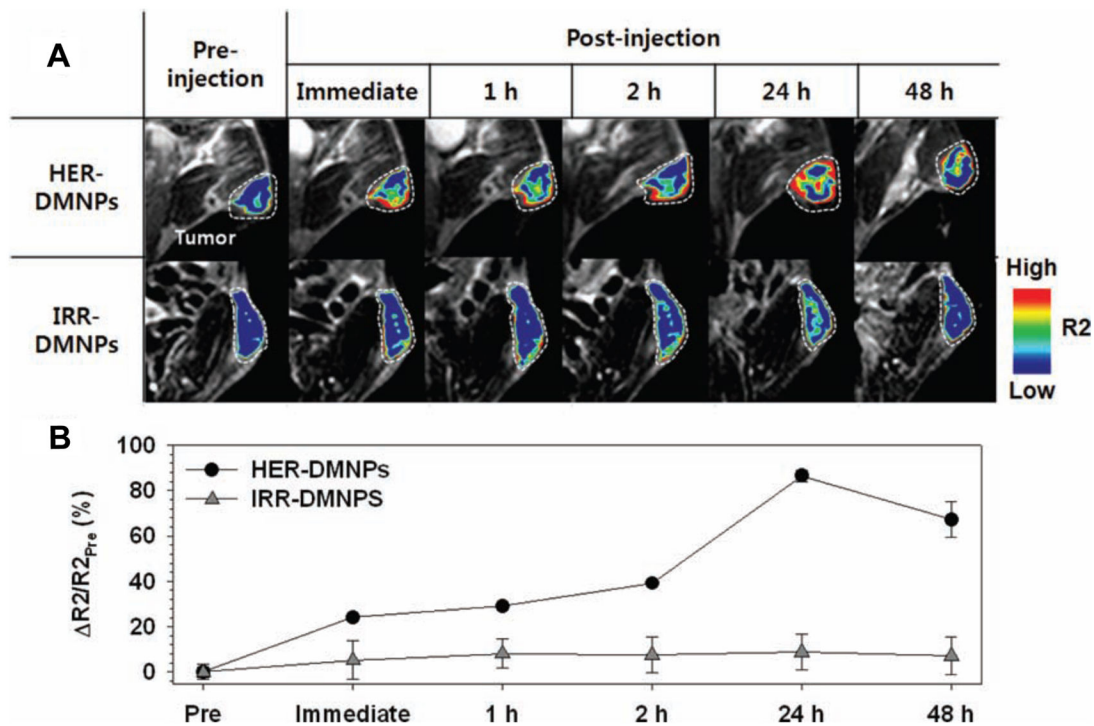 A
Pre-
injection
Post-injection
Immediate
1 h
2 h
24 h
48 h
HER-
DMNPs
Tumor
IRR-
DMNPs
High
R2
Low
B
100
80
60
40
20
0
ΔR2/R2Pre (%)
HER-DMNPs
IRR-DMNPS
Pre
Immediate
1 h
2 h
24 h
48 h